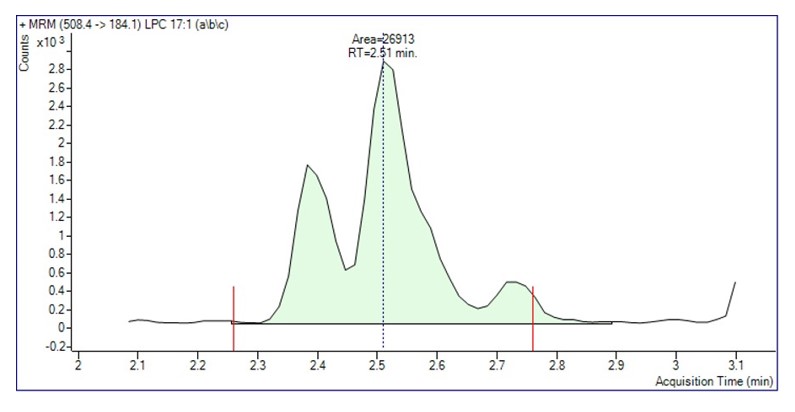 + MRM (508.4 -> 184.1) LPC 17:1 (a\b\c)
Counts
x10 3
Area=26913
RT=2.51 min.
2.8
2.6
2.4
2.2
2
1.8
1.6
1.4
1.2
1
0.8
0.6
0.4
0.2
0
-0.2
2 2.1 2.2 2.3 2.4 2.5 2.6 2.7 2.8 2.9 3 3.1
Acquisition Time (min)